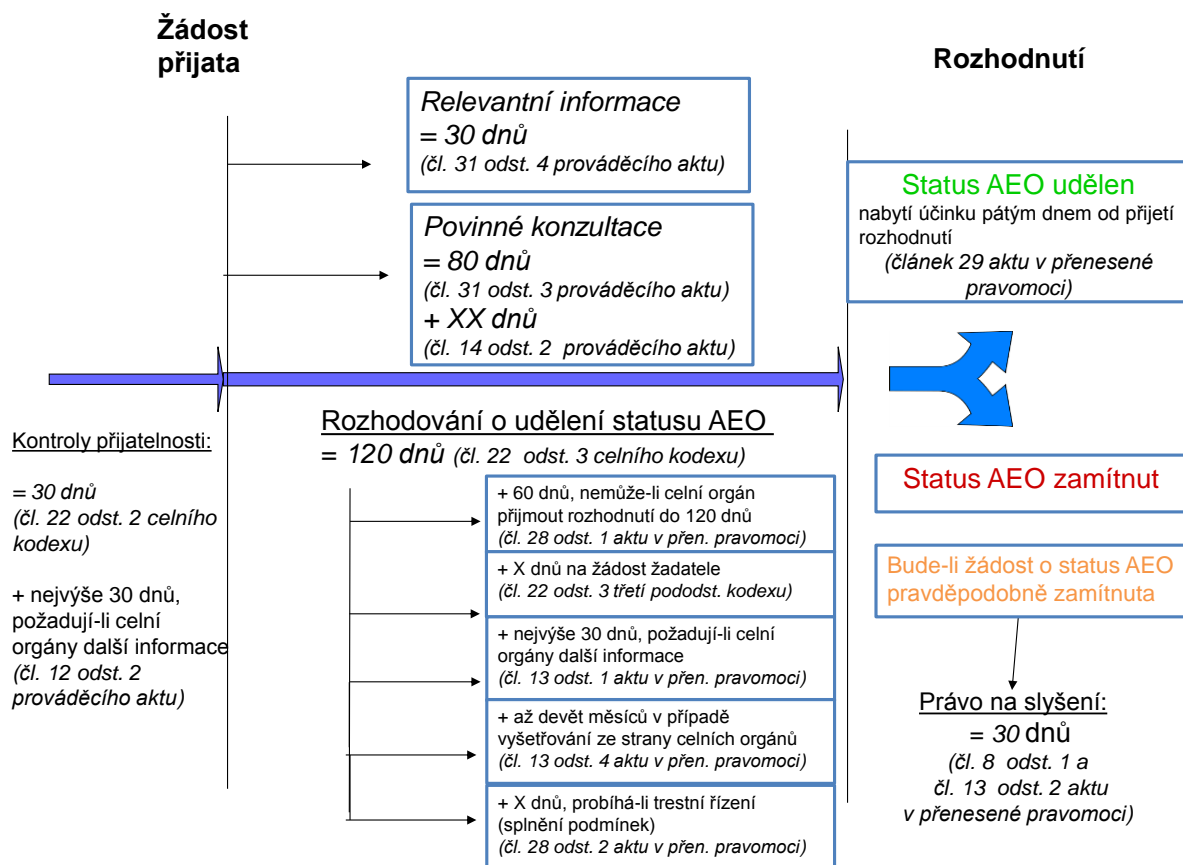 Žádost
přijata
Rozhodnutí
Relevantní informace
= 30 dnů
(čl. 31 odst. 4 prováděcího aktu)
Povinné konzultace
= 80 dnů
(čl. 31 odst. 3 prováděcího aktu)
+ XX dnů
(čl. 14 odst. 2 prováděcího aktu)
Status AEO udělen
nabytí účinku pátým dnem od přijetí
rozhodnutí
(článek 29 aktu v přenesené
pravomoci)
Kontroly přijatelnosti:
= 30 dnů
(čl. 22 odst. 2 celního
kodexu)
+ nejvýše 30 dnů,
požadují-li celní
orgány další informace
(čl. 12 odst. 2
prováděcího aktu)
Rozhodování o udělení statusu AEO
= 120 dnů (čl. 22 odst. 3 celního kodexu)
+ 60 dnů, nemůže-li celní orgán
přijmout rozhodnutí do 120 dnů
(čl. 28 odst. 1 aktu v přen. pravomoci)
+ X dnů na žádost žadatele
(čl. 22 odst. 3 třetí pododst. kodexu)
+ nejvýše 30 dnů, požadují-li celní
orgány další informace
(čl. 13 odst. 1 aktu v přen. pravomoci)
+ až devět měsíců v případě
vyšetřování ze strany celních orgánů
(čl. 13 odst. 4 aktu v přen. pravomoci)
+ X dnů, probíhá-li trestní řízení
(splnění podmínek)
(čl. 28 odst. 2 aktu v přen. pravomoci)
Status AEO zamítnut
Bude-li žádost o status AEO
pravděpodobně zamítnuta
Právo na slyšení:
= 30 dnů
(čl. 8 odst. 1 a
čl. 13 odst. 2 aktu
v přenesené pravomoci)